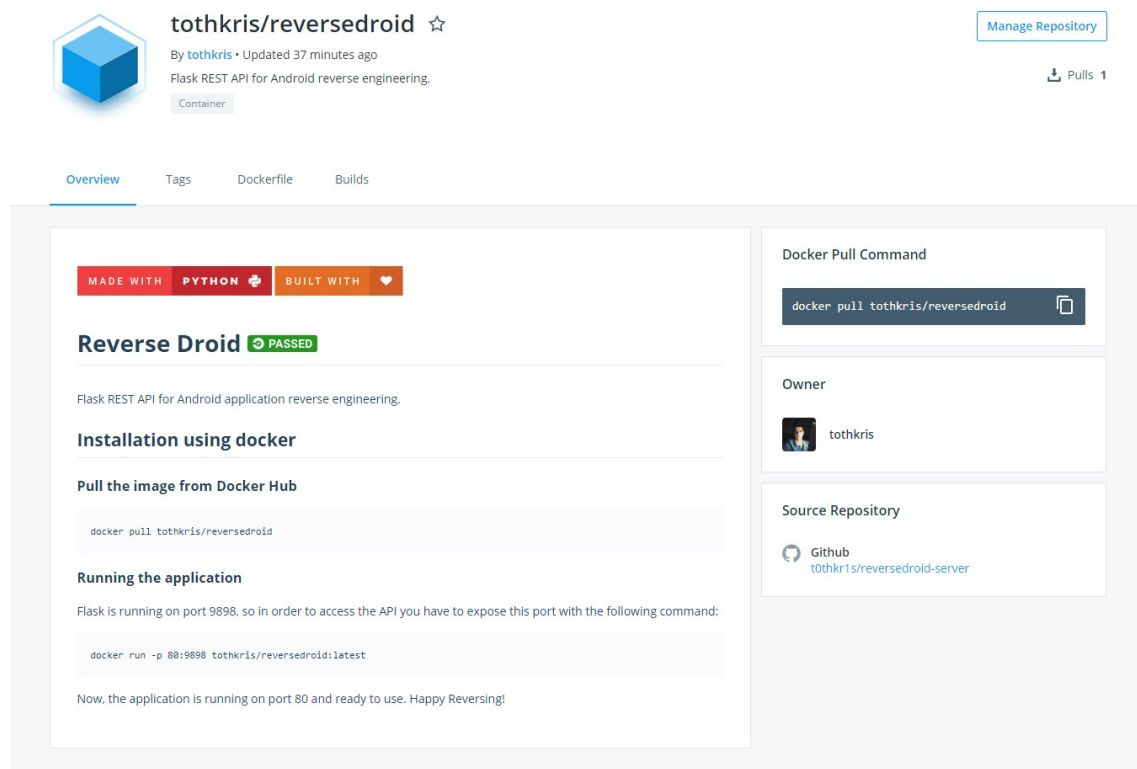 tothkris/reversedroid
Manage Repository
By tothkris • Updated 37 minutes ago
Flask REST API for Android reverse engineering.
Pulls 1
Container
Overview Tags Dockerfile Builds
MADE WITH PYTHON BUILT WITH
Reverse Droid PASSED
Flask REST API for Android application reverse engineering.
Installation using docker
Pull the image from Docker Hub
docker pull tothkris/reversedroid
Running the application
Flask is running on port 9898, so in order to access the API you have to expose this port with the following command:
docker run -p 80:9898 tothkris/reversedroid:latest
Now, the application is running on port 80 and ready to use. Happy Reversing!
Docker Pull Command
docker pull tothkris/reversedroid
Owner
tothkris
Source Repository
Github
t0thkr1s/reversedroid-server